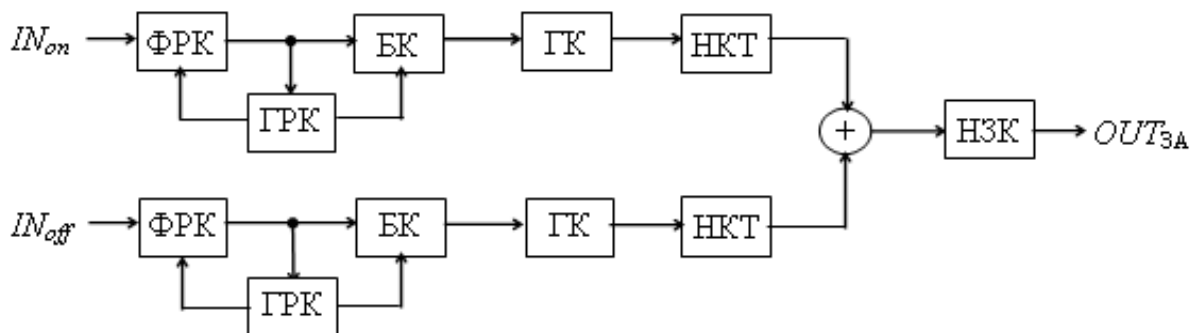 IN_on ФРК БК ГК НКТ
ГРК
+ НЗК OUT_ЗА
IN_off ФРК БК ГК НКТ
ГРК